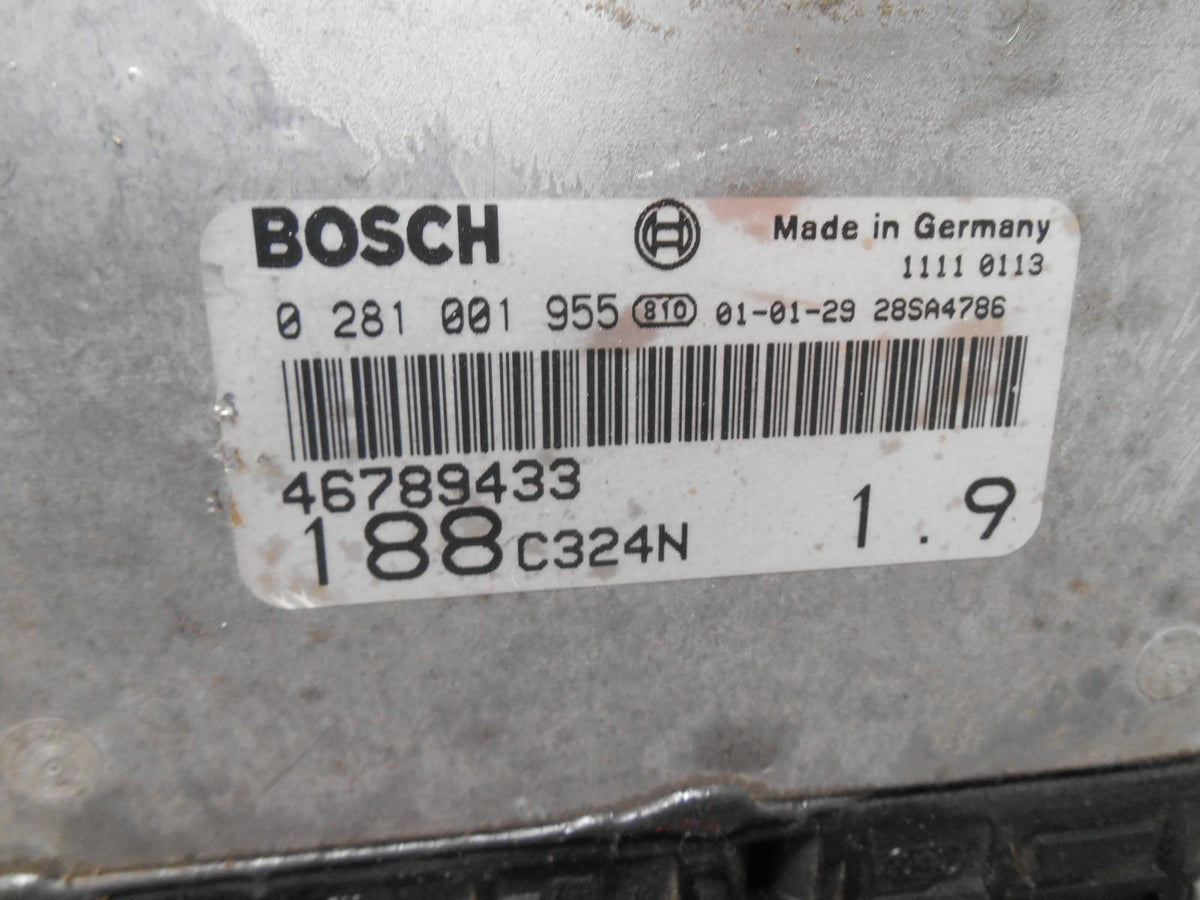 BOSCH
Made in Germany
1111 0113
0 281 001 955 810 01-01-29 28SA4786
46789433
188 C324N 1.9